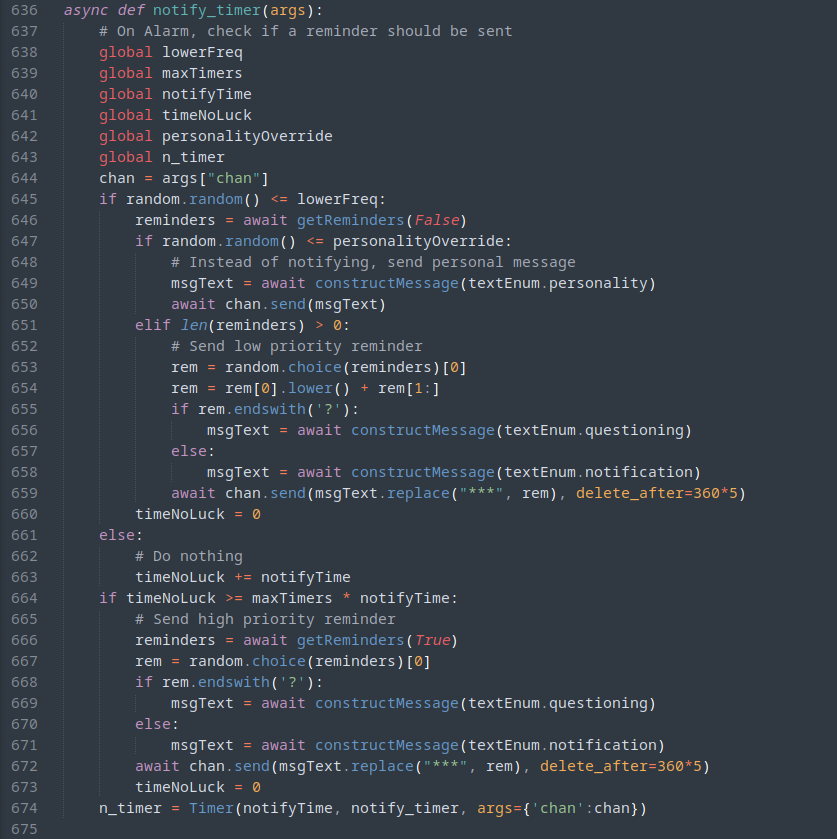 636 async def notify_timer(args):
637     # On Alarm, check if a reminder should be sent
638     global lowerFreq
639     global maxTimers
640     global notifyTime
641     global timeNoLuck
642     global personalityOverride
643     global n_timer
644     chan = args["chan"]
645     if random.random() <= lowerFreq:
646         reminders = await getReminders(False)
647         if random.random() <= personalityOverride:
648             # Instead of notifying, send personal message
649             msgText = await constructMessage(textEnum.personality)
650             await chan.send(msgText)
651         elif len(reminders) > 0:
652             # Send low priority reminder
653             rem = random.choice(reminders)[0]
654             rem = rem[0].lower() + rem[1:]
655             if rem.endswith('?'):
656                 msgText = await constructMessage(textEnum.questioning)
657             else:
658                 msgText = await constructMessage(textEnum.notification)
659             await chan.send(msgText.replace("***", rem), delete_after=360*5)
660         timeNoLuck = 0
661     else:
662         # Do nothing
663         timeNoLuck += notifyTime
664     if timeNoLuck >= maxTimers * notifyTime:
665         # Send high priority reminder
666         reminders = await getReminders(True)
667         rem = random.choice(reminders)[0]
668         if rem.endswith('?'):
669             msgText = await constructMessage(textEnum.questioning)
670         else:
671             msgText = await constructMessage(textEnum.notification)
672         await chan.send(msgText.replace("***", rem), delete_after=360*5)
673         timeNoLuck = 0
674     n_timer = Timer(notifyTime, notify_timer, args={'chan':chan})
675